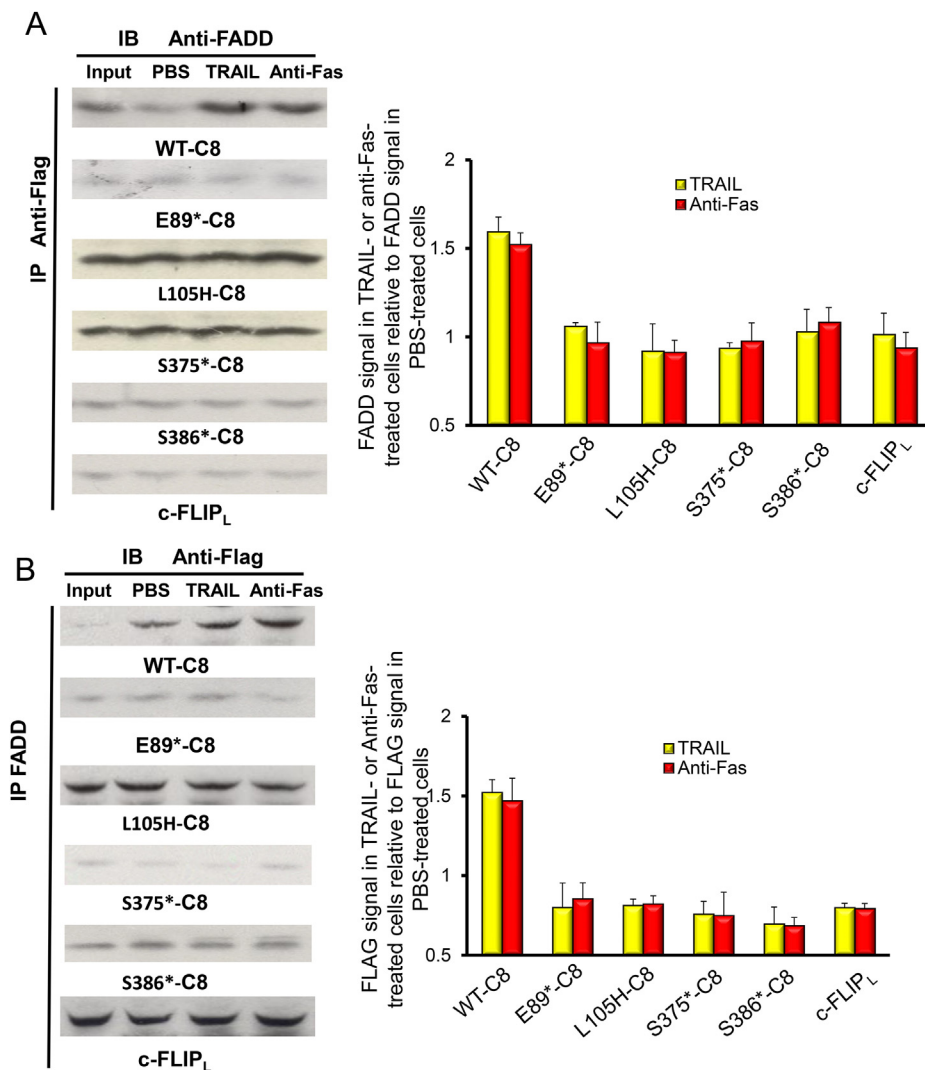 A
IB Anti-FADD
Input PBS TRAIL Anti-Fas
IP Anti-Flag
WT-C8
E89*-C8
L105H-C8
S375*-C8
S386*-C8
c-FLIPL
FADD signal in TRAIL- or anti-Fas-
treated cells relative to FADD signal in
PBS-treated cells
2
1.5
1
0.5
TRAIL
Anti-Fas
WT-C8
E89*-C8
L105H-C8
S375*-C8
S386*-C8
c-FLIPL
B
IB Anti-Flag
Input PBS TRAIL Anti-Fas
IP FADD
WT-C8
E89*-C8
L105H-C8
S375*-C8
S386*-C8
c-FLIPL
FLAG signal in TRAIL- or Anti-Fas-
treated cells relative to FLAG signal in
PBS-treated cells
2
1.5
1
0.5
TRAIL
Anti-Fas
WT-C8
E89*-C8
L105H-C8
S375*-C8
S386*-C8
c-FLIPL